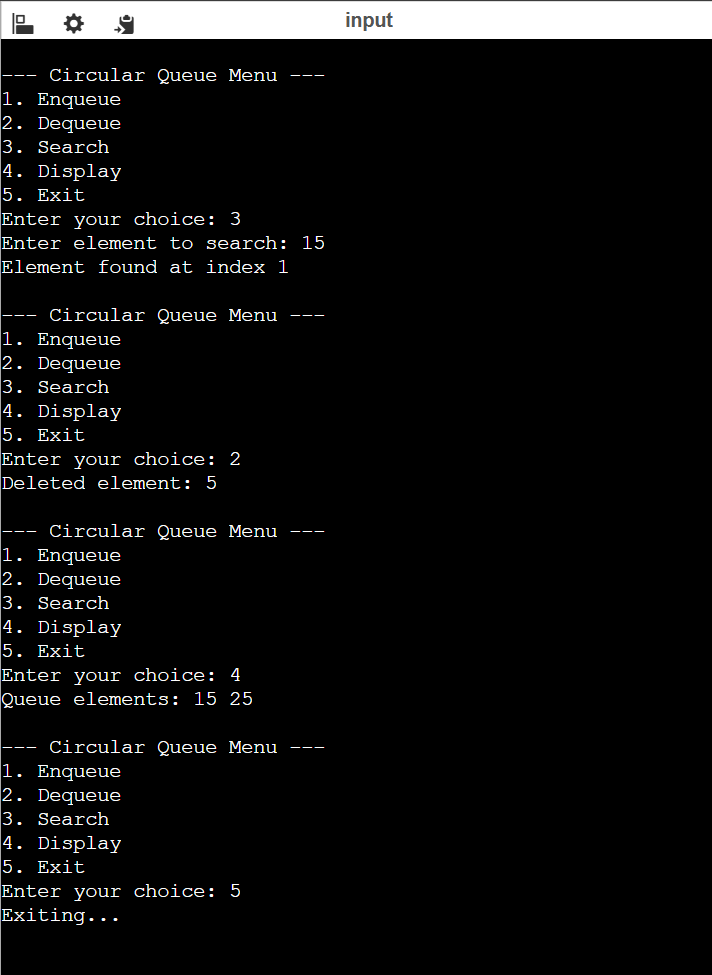 input
--- Circular Queue Menu ---
1. Enqueue
2. Dequeue
3. Search
4. Display
5. Exit
Enter your choice: 3
Enter element to search: 15
Element found at index 1
--- Circular Queue Menu ---
1. Enqueue
2. Dequeue
3. Search
4. Display
5. Exit
Enter your choice: 2
Deleted element: 5
--- Circular Queue Menu ---
1. Enqueue
2. Dequeue
3. Search
4. Display
5. Exit
Enter your choice: 4
Queue elements: 15 25
--- Circular Queue Menu ---
1. Enqueue
2. Dequeue
3. Search
4. Display
5. Exit
Enter your choice: 5
Exiting...